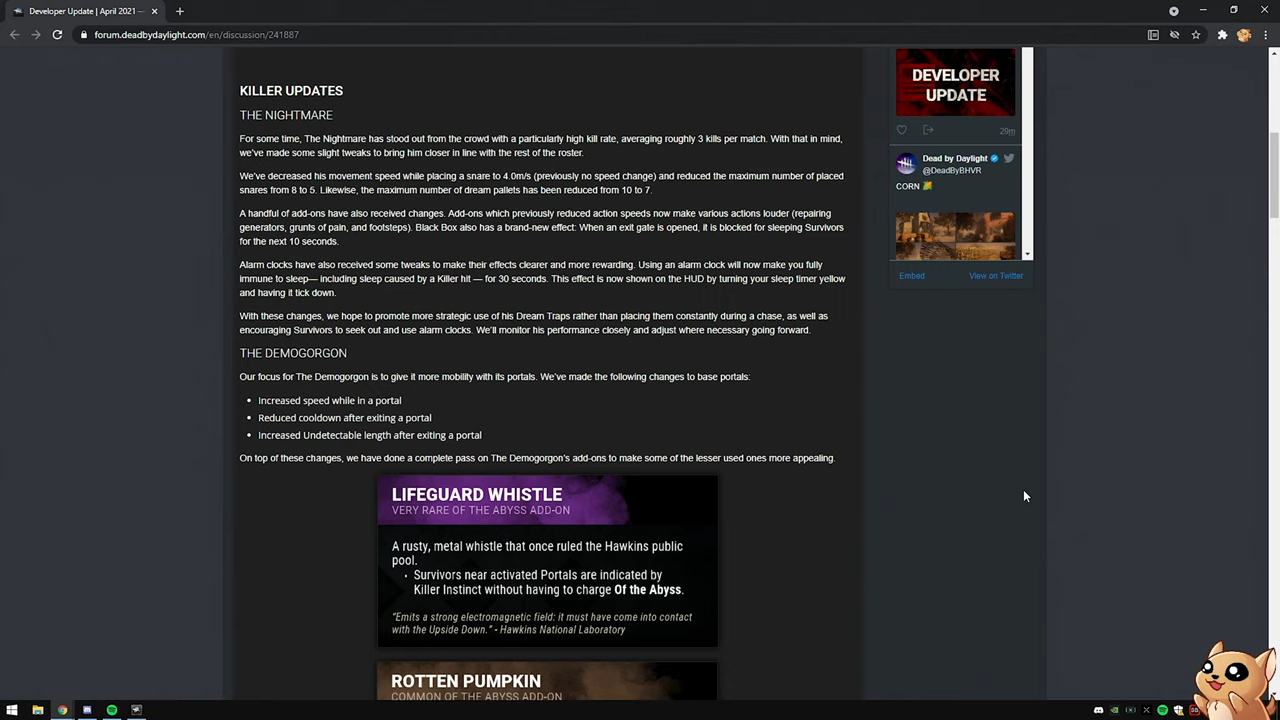 Developer Update | April 2021 —
forum.deadbydaylight.com/en/discussion/241887
KILLER UPDATES
THE NIGHTMARE
For some time, The Nightmare has stood out from the crowd with a particularly high kill rate, averaging roughly 3 kills per match. With that in mind,
we've made some slight tweaks to bring him closer in line with the rest of the roster.
We've decreased his movement speed while placing a snare to 4.0m/s (previously no speed change) and reduced the maximum number of placed
snares from 8 to 5. Likewise, the maximum number of dream pallets has been reduced from 10 to 7.
A handful of add-ons have also received changes. Add-ons which previously reduced action speeds now make various actions louder (repairing
generators, grunts of pain, and footsteps). Black Box also has a brand-new effect: When an exit gate is opened, it is blocked for sleeping Survivors
for the next 10 seconds.
Alarm clocks have also received some tweaks to make their effects clearer and more rewarding. Using an alarm clock will now make you fully
immune to sleep— including sleep caused by a Killer hit — for 30 seconds. This effect is now shown on the HUD by turning your sleep timer yellow
and having it tick down.
With these changes, we hope to promote more strategic use of his Dream Traps rather than placing them constantly during a chase, as well as
encouraging Survivors to seek out and use alarm clocks. We'll monitor his performance closely and adjust where necessary going forward.
THE DEMOGORGON
Our focus for The Demogorgon is to give it more mobility with its portals. We've made the following changes to base portals:
• Increased speed while in a portal
• Reduced cooldown after exiting a portal
• Increased Undetectable length after exiting a portal
On top of these changes, we have done a complete pass on The Demogorgon's add-ons to make some of the lesser used ones more appealing.
LIFEGUARD WHISTLE
VERY RARE OF THE ABYSS ADD-ON
A rusty, metal whistle that once ruled the Hawkins public
pool.
• Survivors near activated Portals are indicated by
Killer Instinct without having to charge Of the Abyss.
"Emits a strong electromagnetic field: it must have come into contact
with the Upside Down." - Hawkins National Laboratory
ROTTEN PUMPKIN
COMMON OF THE ABYSS ADD-ON
DEVELOPER
UPDATE
29m
Dead by Daylight
@DeadByBHVR
CORN 🌽
Embed
View on Twitter